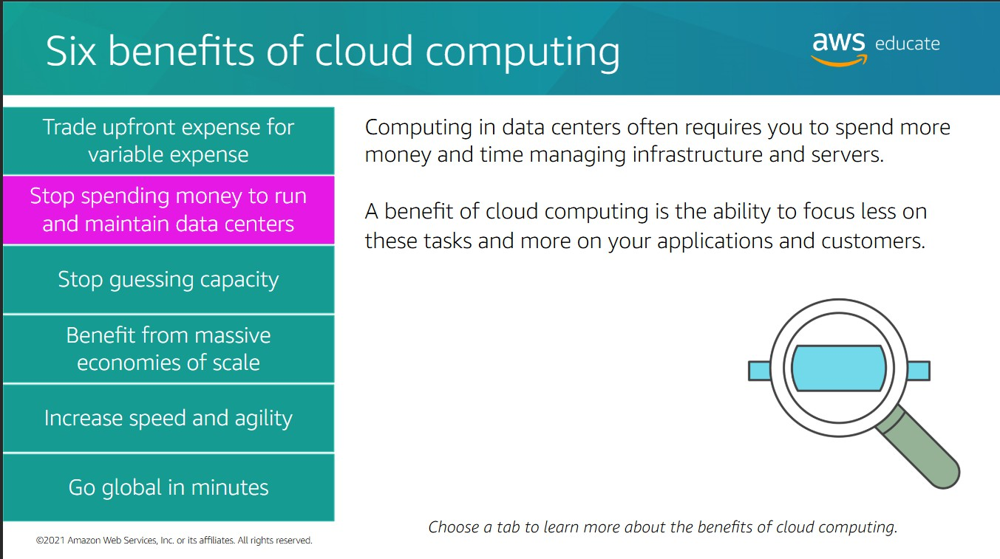 Six benefits of cloud computing
aws educate
Trade upfront expense for
variable expense
Stop spending money to run
and maintain data centers
Stop guessing capacity
Benefit from massive
economies of scale
Increase speed and agility
Go global in minutes
©2021 Amazon Web Services, Inc. or its affiliates. All rights reserved.
Computing in data centers often requires you to spend more
money and time managing infrastructure and servers.
A benefit of cloud computing is the ability to focus less on
these tasks and more on your applications and customers.
Choose a tab to learn more about the benefits of cloud computing.